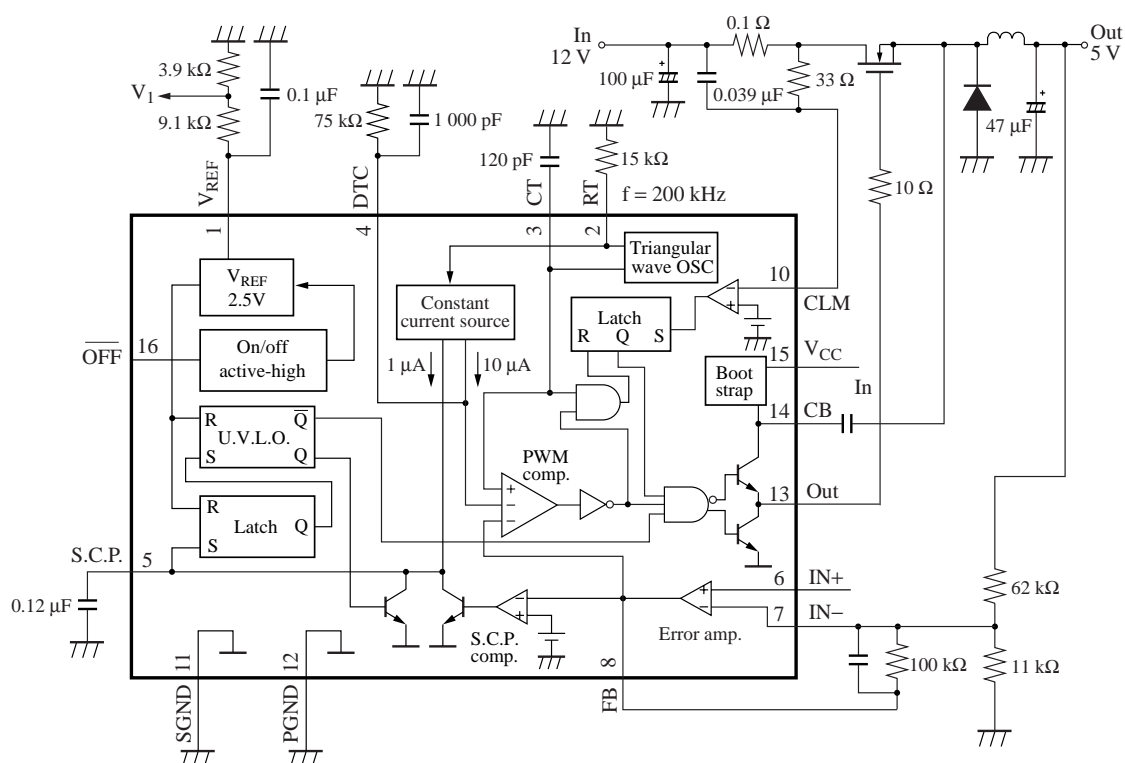 In
12 V
0.1 Ω
Out
5 V
3.9 kΩ
V1
9.1 kΩ
0.1 μF
75 kΩ
1 000 pF
100 μF
0.039 μF
33 Ω
47 μF
120 pF
15 kΩ
10 Ω
VREF
DTC
CT
RT
f = 200 kHz
1
4
3
2
VREF
2.5V
Triangular
wave OSC
10
CLM
Constant
current source
Latch
R Q S
OFF
16
On/off
active-high
1 μA
10 μA
15
VCC
In
Boot
strap
14
CB
R
Q
U.V.L.O.
S
Q
PWM
comp.
+
−
−
13
Out
R
Latch
Q
S
S.C.P.
5
0.12 μF
−
+
S.C.P.
comp.
+
−
Error amp.
6
IN+
7
IN−
62 kΩ
100 kΩ
11 kΩ
11
SGND
12
PGND
8
FB